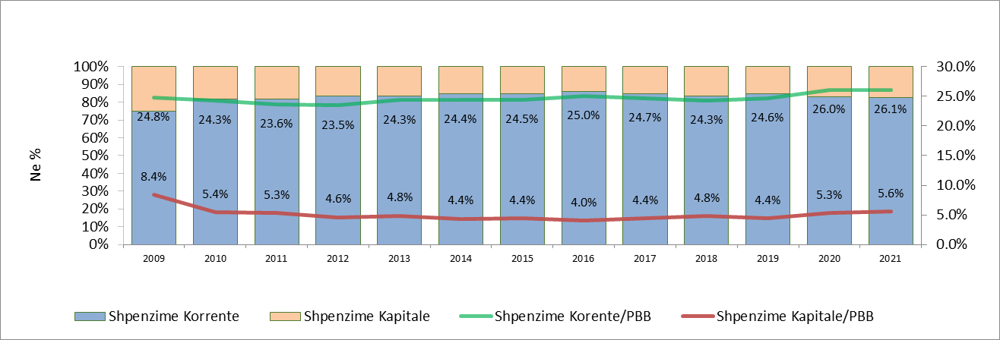 100% 30.0%
90%
80% 25.0%
24.8% 24.3% 23.6% 23.5% 24.3% 24.4% 24.5% 25.0% 24.7% 24.3% 24.6% 26.0% 26.1%
70%
60% 20.0%
50% 15.0%
40%
8.4% 5.4% 5.3% 4.6% 4.8% 4.4% 4.4% 4.0% 4.4% 4.8% 4.4% 5.3% 5.6%
30% 10.0%
20% 5.0%
10%
0% 0.0%
Ne %
2009 2010 2011 2012 2013 2014 2015 2016 2017 2018 2019 2020 2021
Shpenzime Korrente Shpenzime Kapitale Shpenzime Korente/PBB Shpenzime Kapitale/PBB